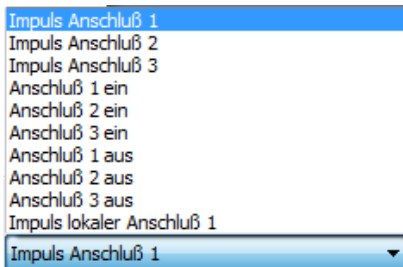 Impuls Anschluß 1
Impuls Anschluß 2
Impuls Anschluß 3
Anschluß 1 ein
Anschluß 2 ein
Anschluß 3 ein
Anschluß 1 aus
Anschluß 2 aus
Anschluß 3 aus
Impuls lokaler Anschluß 1
Impuls Anschluß 1